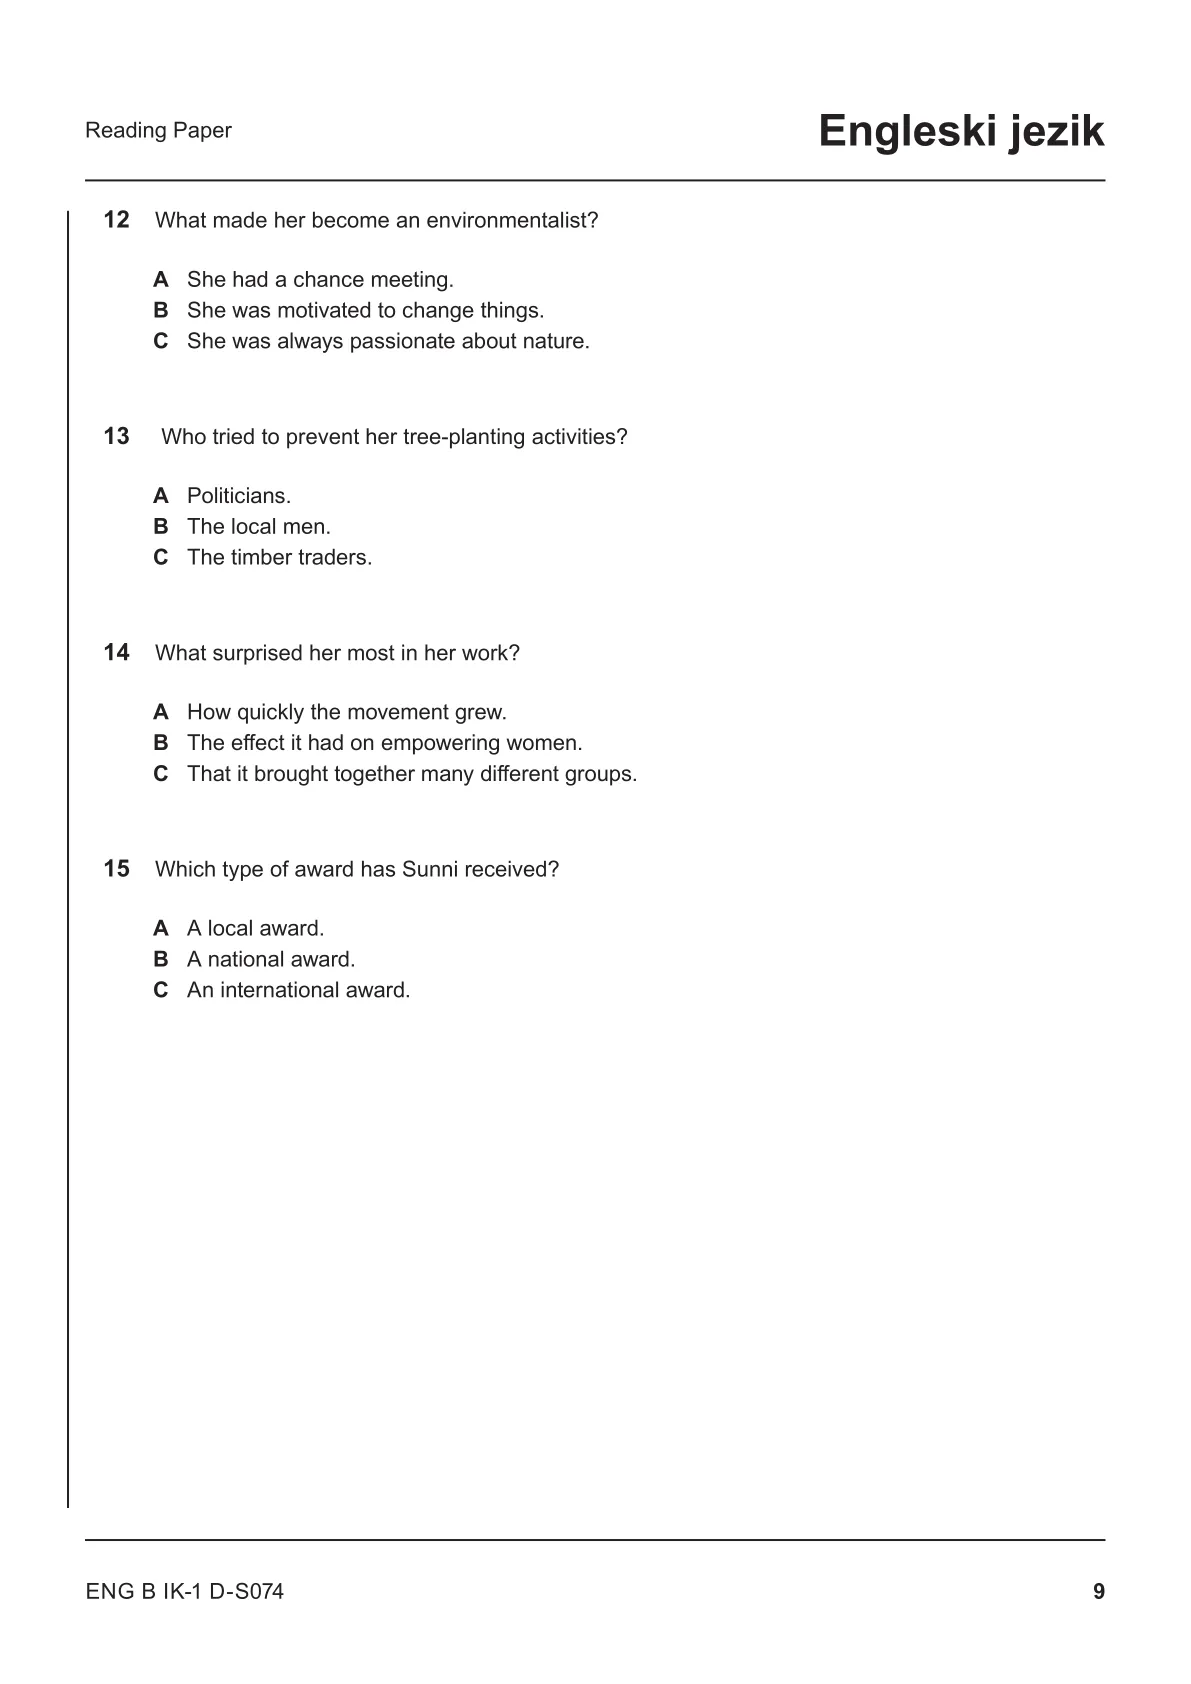 Reading Paper
Engleski jezik
12 What made her become an environmentalist?
A She had a chance meeting.
B She was motivated to change things.
C She was always passionate about nature.
13 Who tried to prevent her tree-planting activities?
A Politicians.
B The local men.
C The timber traders.
14 What surprised her most in her work?
A How quickly the movement grew.
B The effect it had on empowering women.
C That it brought together many different groups.
15 Which type of award has Sunni received?
A A local award.
B A national award.
C An international award.
ENG B IK-1 D-S074
9